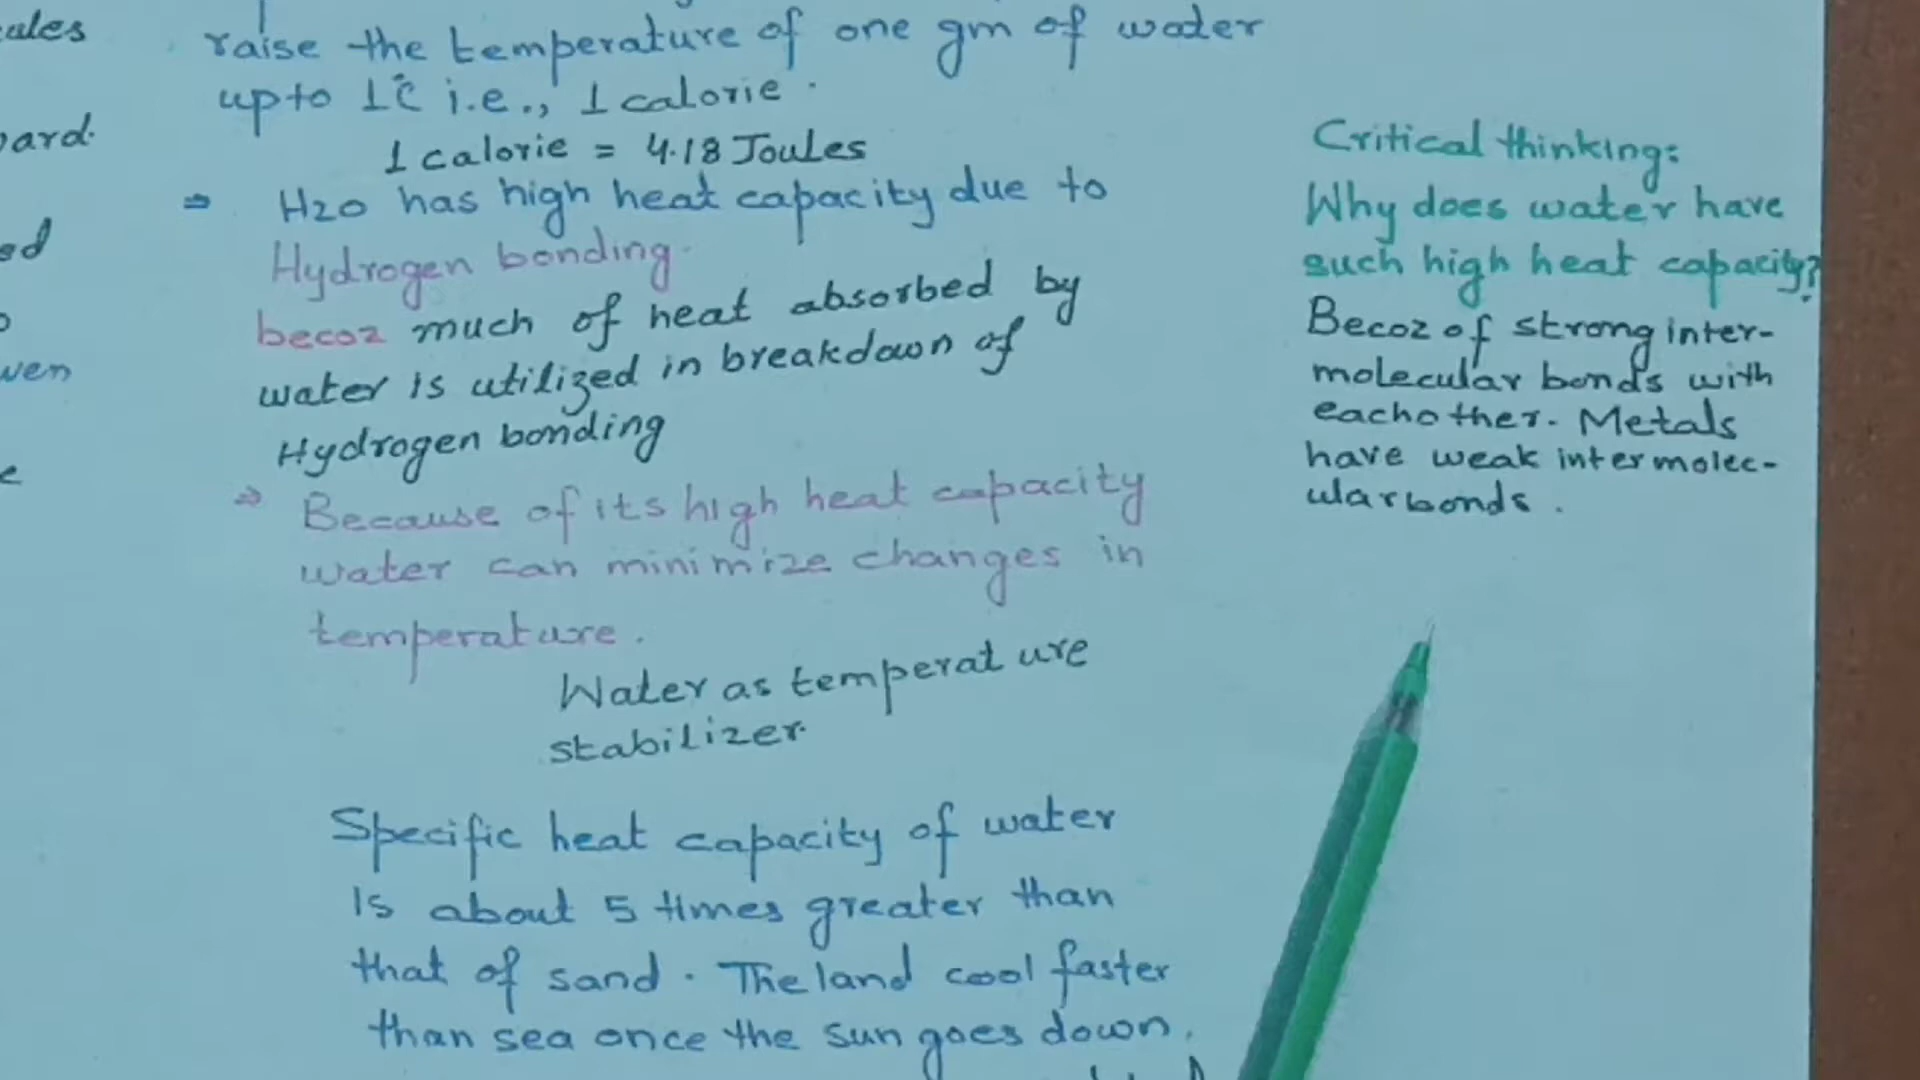 raise the temperature of one gm of water
upto 1°C i.e., 1 calorie.
1 calorie = 4.18 Joules
⇒ H2O has high heat capacity due to
Hydrogen bonding.
becoz much of heat absorbed by
water is utilized in breakdown of
Hydrogen bonding
⇒ Because of its high heat capacity
water can minimize changes in
temperature.
Water as temperature
stabilizer.
Specific heat capacity of water
is about 5 times greater than
that of sand. The land cool faster
than sea once the sun goes down.
Critical thinking:
Why does water have
such high heat capacity?
Becoz of strong inter-
molecular bonds with
eachother. Metals
have weak intermolec-
ular bonds.